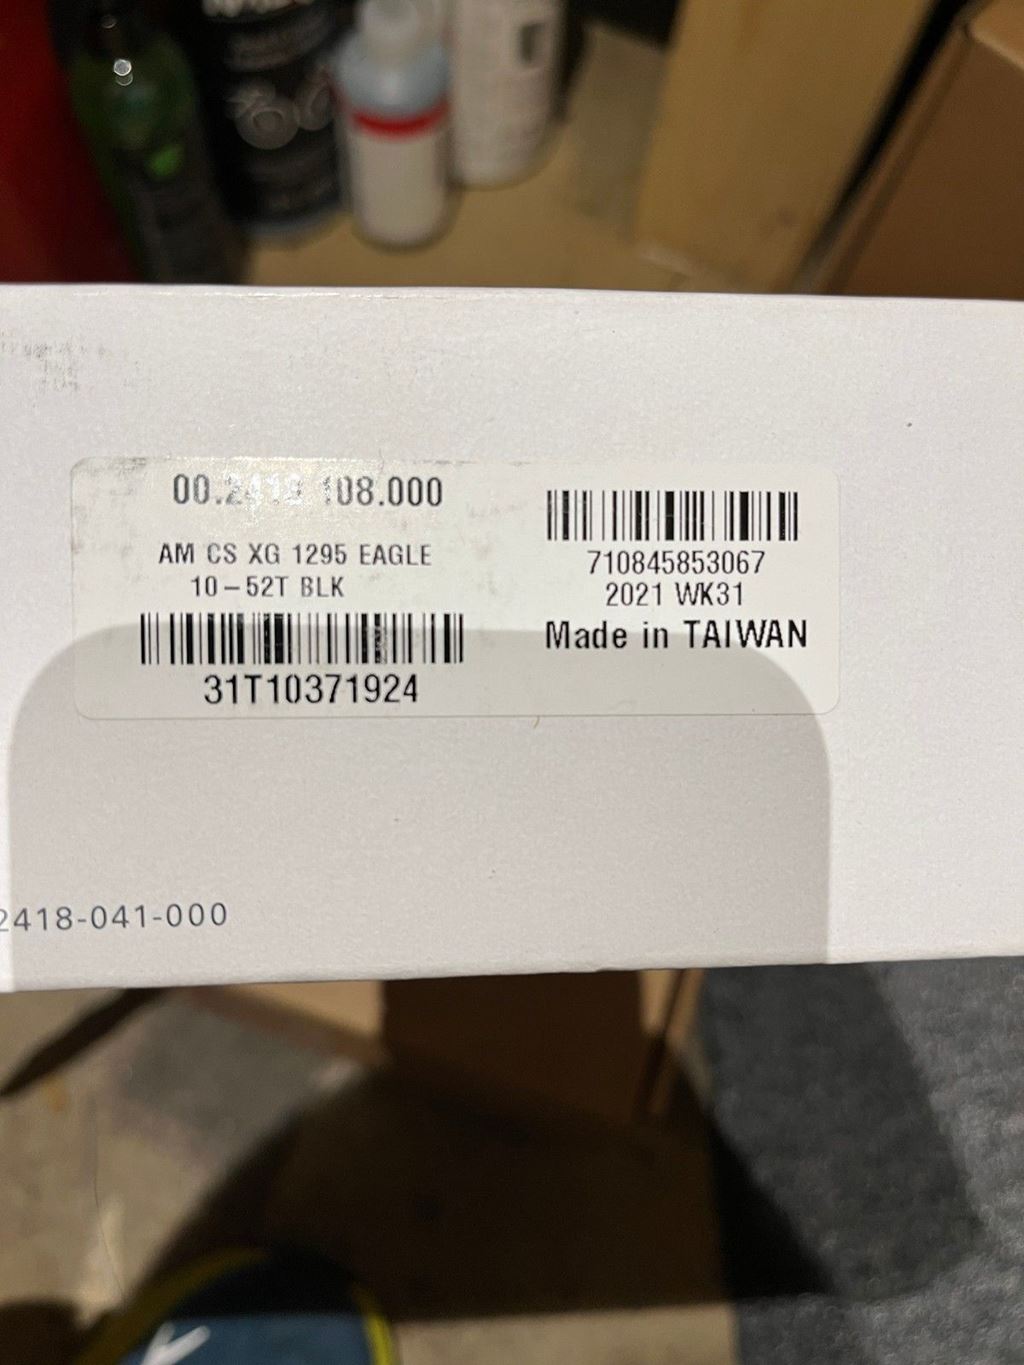 108.000
AM CS XG 1295 EAGLE
10-52T BLK
31T10371924
710845853067
2021 WK31
Made in TAIWAN
2418-041-000